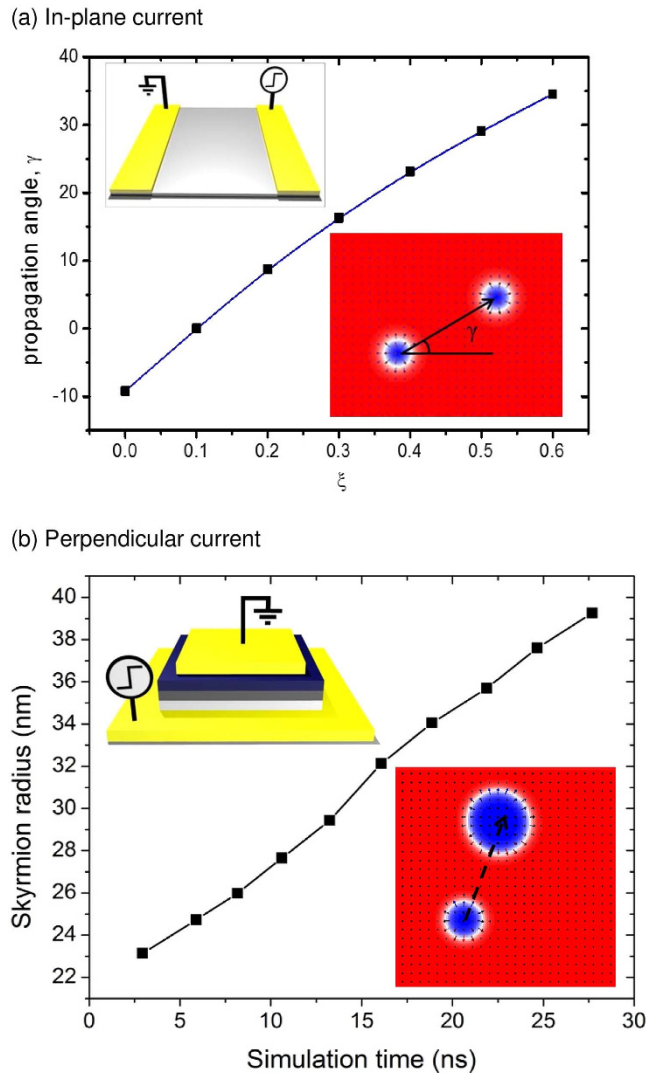 (a) In-plane current
40
30
20
10
0
-10
propagation angle, γ
γ
0.0 0.1 0.2 0.3 0.4 0.5 0.6
ξ
(b) Perpendicular current
40
38
36
34
32
30
28
26
24
22
Skyrmion radius (nm)
0 5 10 15 20 25 30
Simulation time (ns)